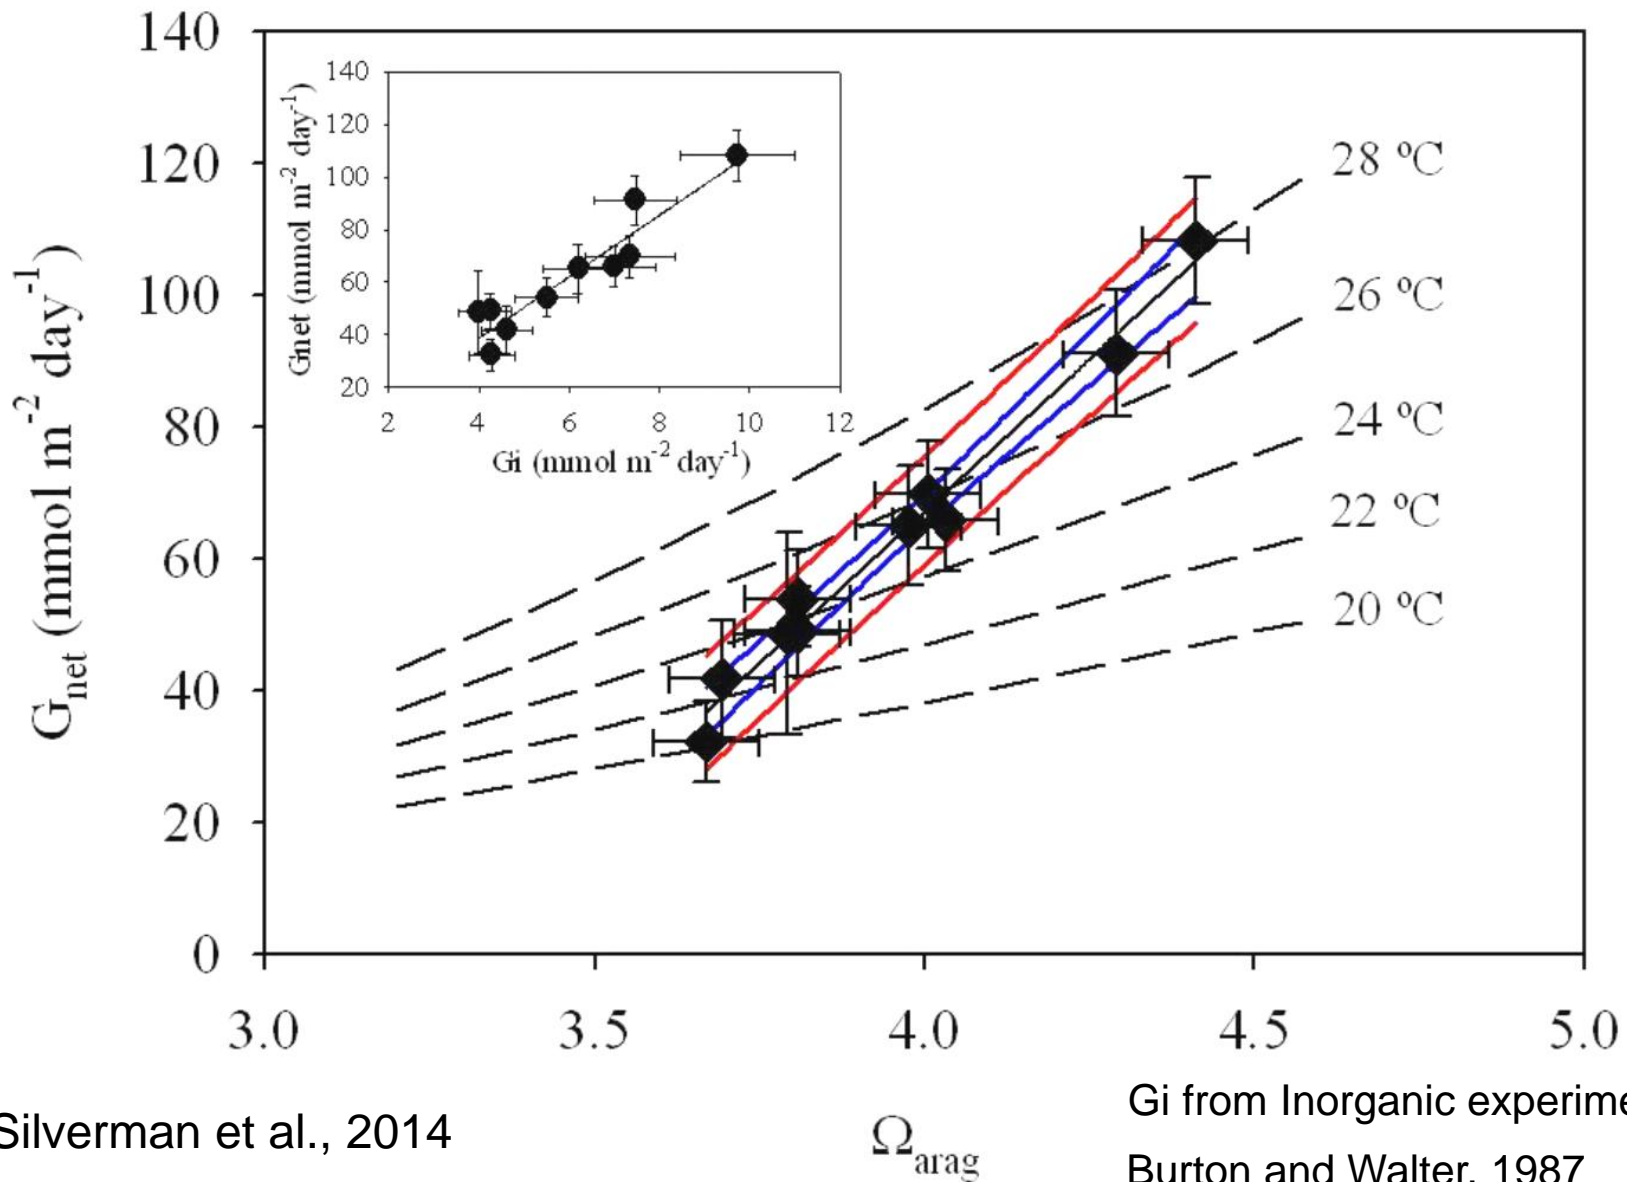 140
120
100
80
60
40
20
0
G_net (mmol m^-2 day^-1)
140
120
100
80
60
40
20
Gnet (mmol m^-2 day^-1)
2 4 6 8 10 12
Gi (mmol m^-2 day^-1)
28 ºC
26 ºC
24 ºC
22 ºC
20 ºC
3.0 3.5 4.0 4.5 5.0
Ω_arag
Silverman et al., 2014
Gi from Inorganic
Burton and Walter, 1987